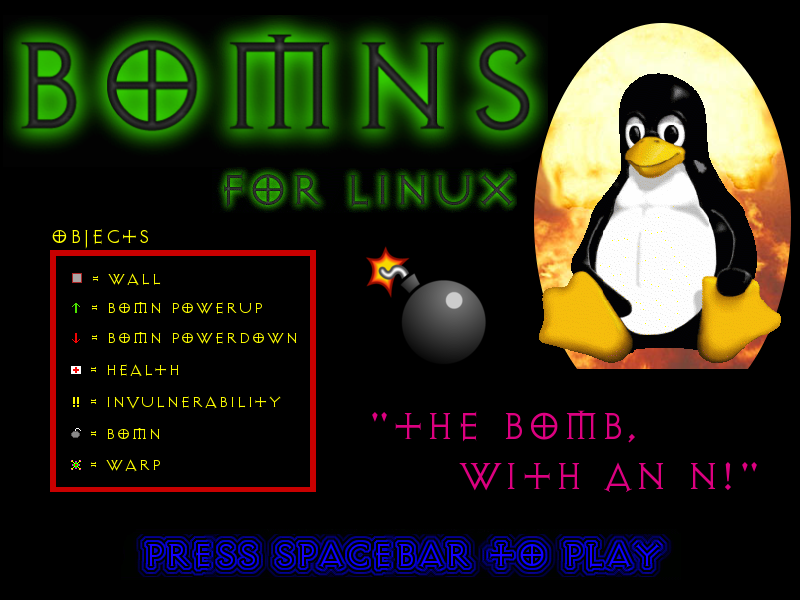 BOMNS
FOR LINUX
OBJECTS
= WALL
= BOMN POWERUP
= BOMN POWERDOWN
= HEALTH
!! = INVULNERABILITY
= BOMN
= WARP
"THE BOMB,
WITH AN N!"
PRESS SPACEBAR TO PLAY